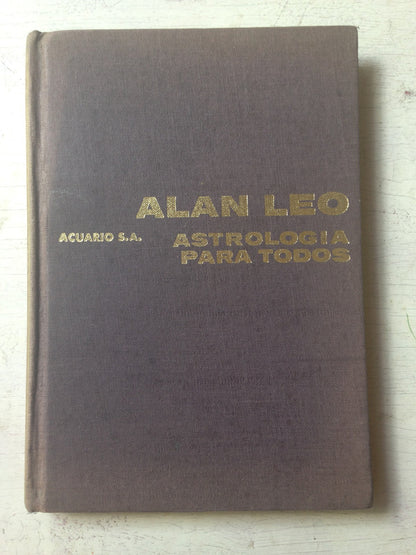 ALAN LEO
ACUARIO S.A.
ASTROLOGIA
PARA TODOS